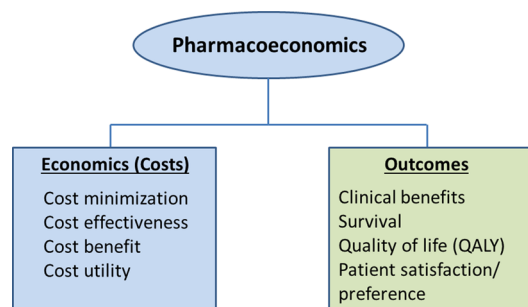 Pharmacoeconomics
Economics (Costs)
Cost minimization
Cost effectiveness
Cost benefit
Cost utility
Outcomes
Clinical benefits
Survival
Quality of life (QALY)
Patient satisfaction/
preference